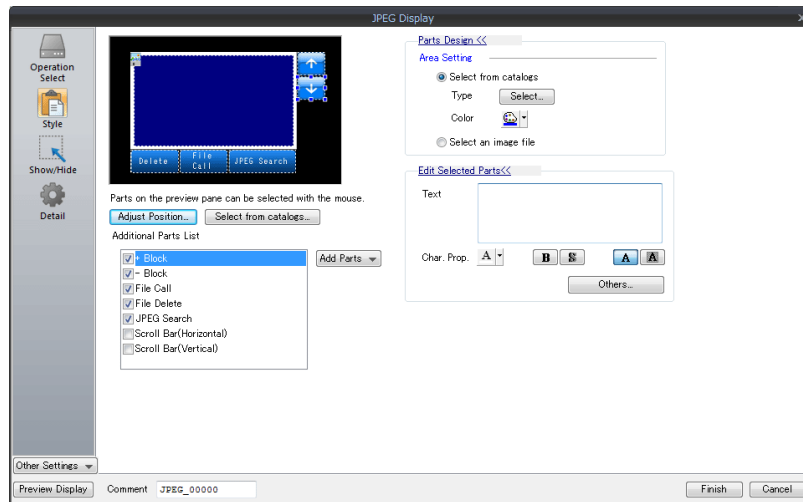 JPEG Display
Operation
Select
Style
Show/Hide
Detail
Delete
File
Call
JPEG Search
Parts on the preview pane can be selected with the mouse.
Adjust Position...
Select from catalogs...
Additional Parts List
+ Block
- Block
File Call
File Delete
JPEG Search
Scroll Bar(Horizontal)
Scroll Bar(Vertical)
Add Parts
Parts Design <<
Area Setting
Select from catalogs
Type
Select...
Color
Select an image file
Edit Selected Parts<<
Text
Char. Prop.
A
B
S
A
A
Others...
Other Settings
Preview Display
Comment
JPEG_00000
Finish
Cancel